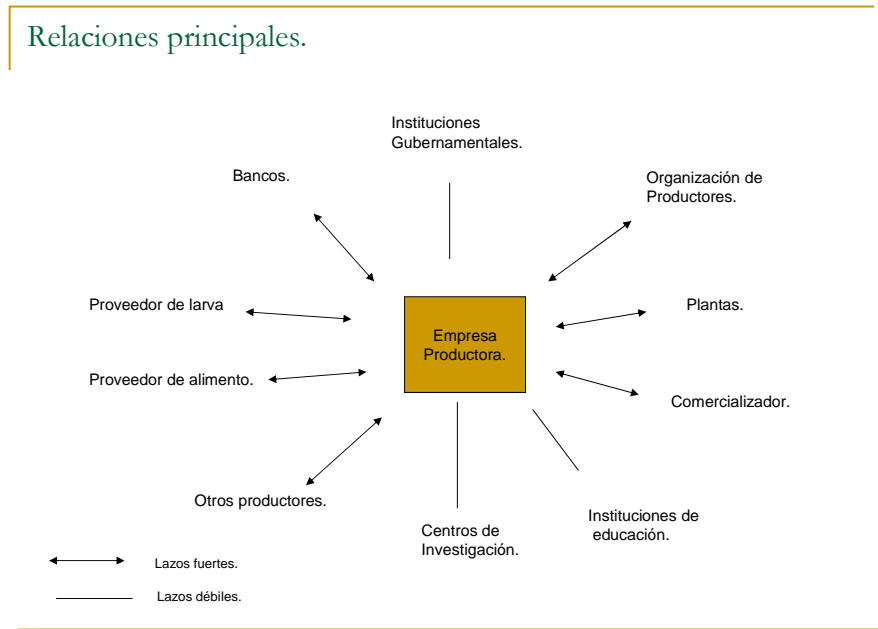 Relaciones principales.
Instituciones
Gubernamentales.
Bancos.
Organización de
Productores.
Proveedor de larva
Plantas.
Empresa
Productora.
Proveedor de alimento.
Comercializador.
Otros productores.
Centros de
Investigación.
Instituciones de
educación.
Lazos fuertes.
Lazos débiles.